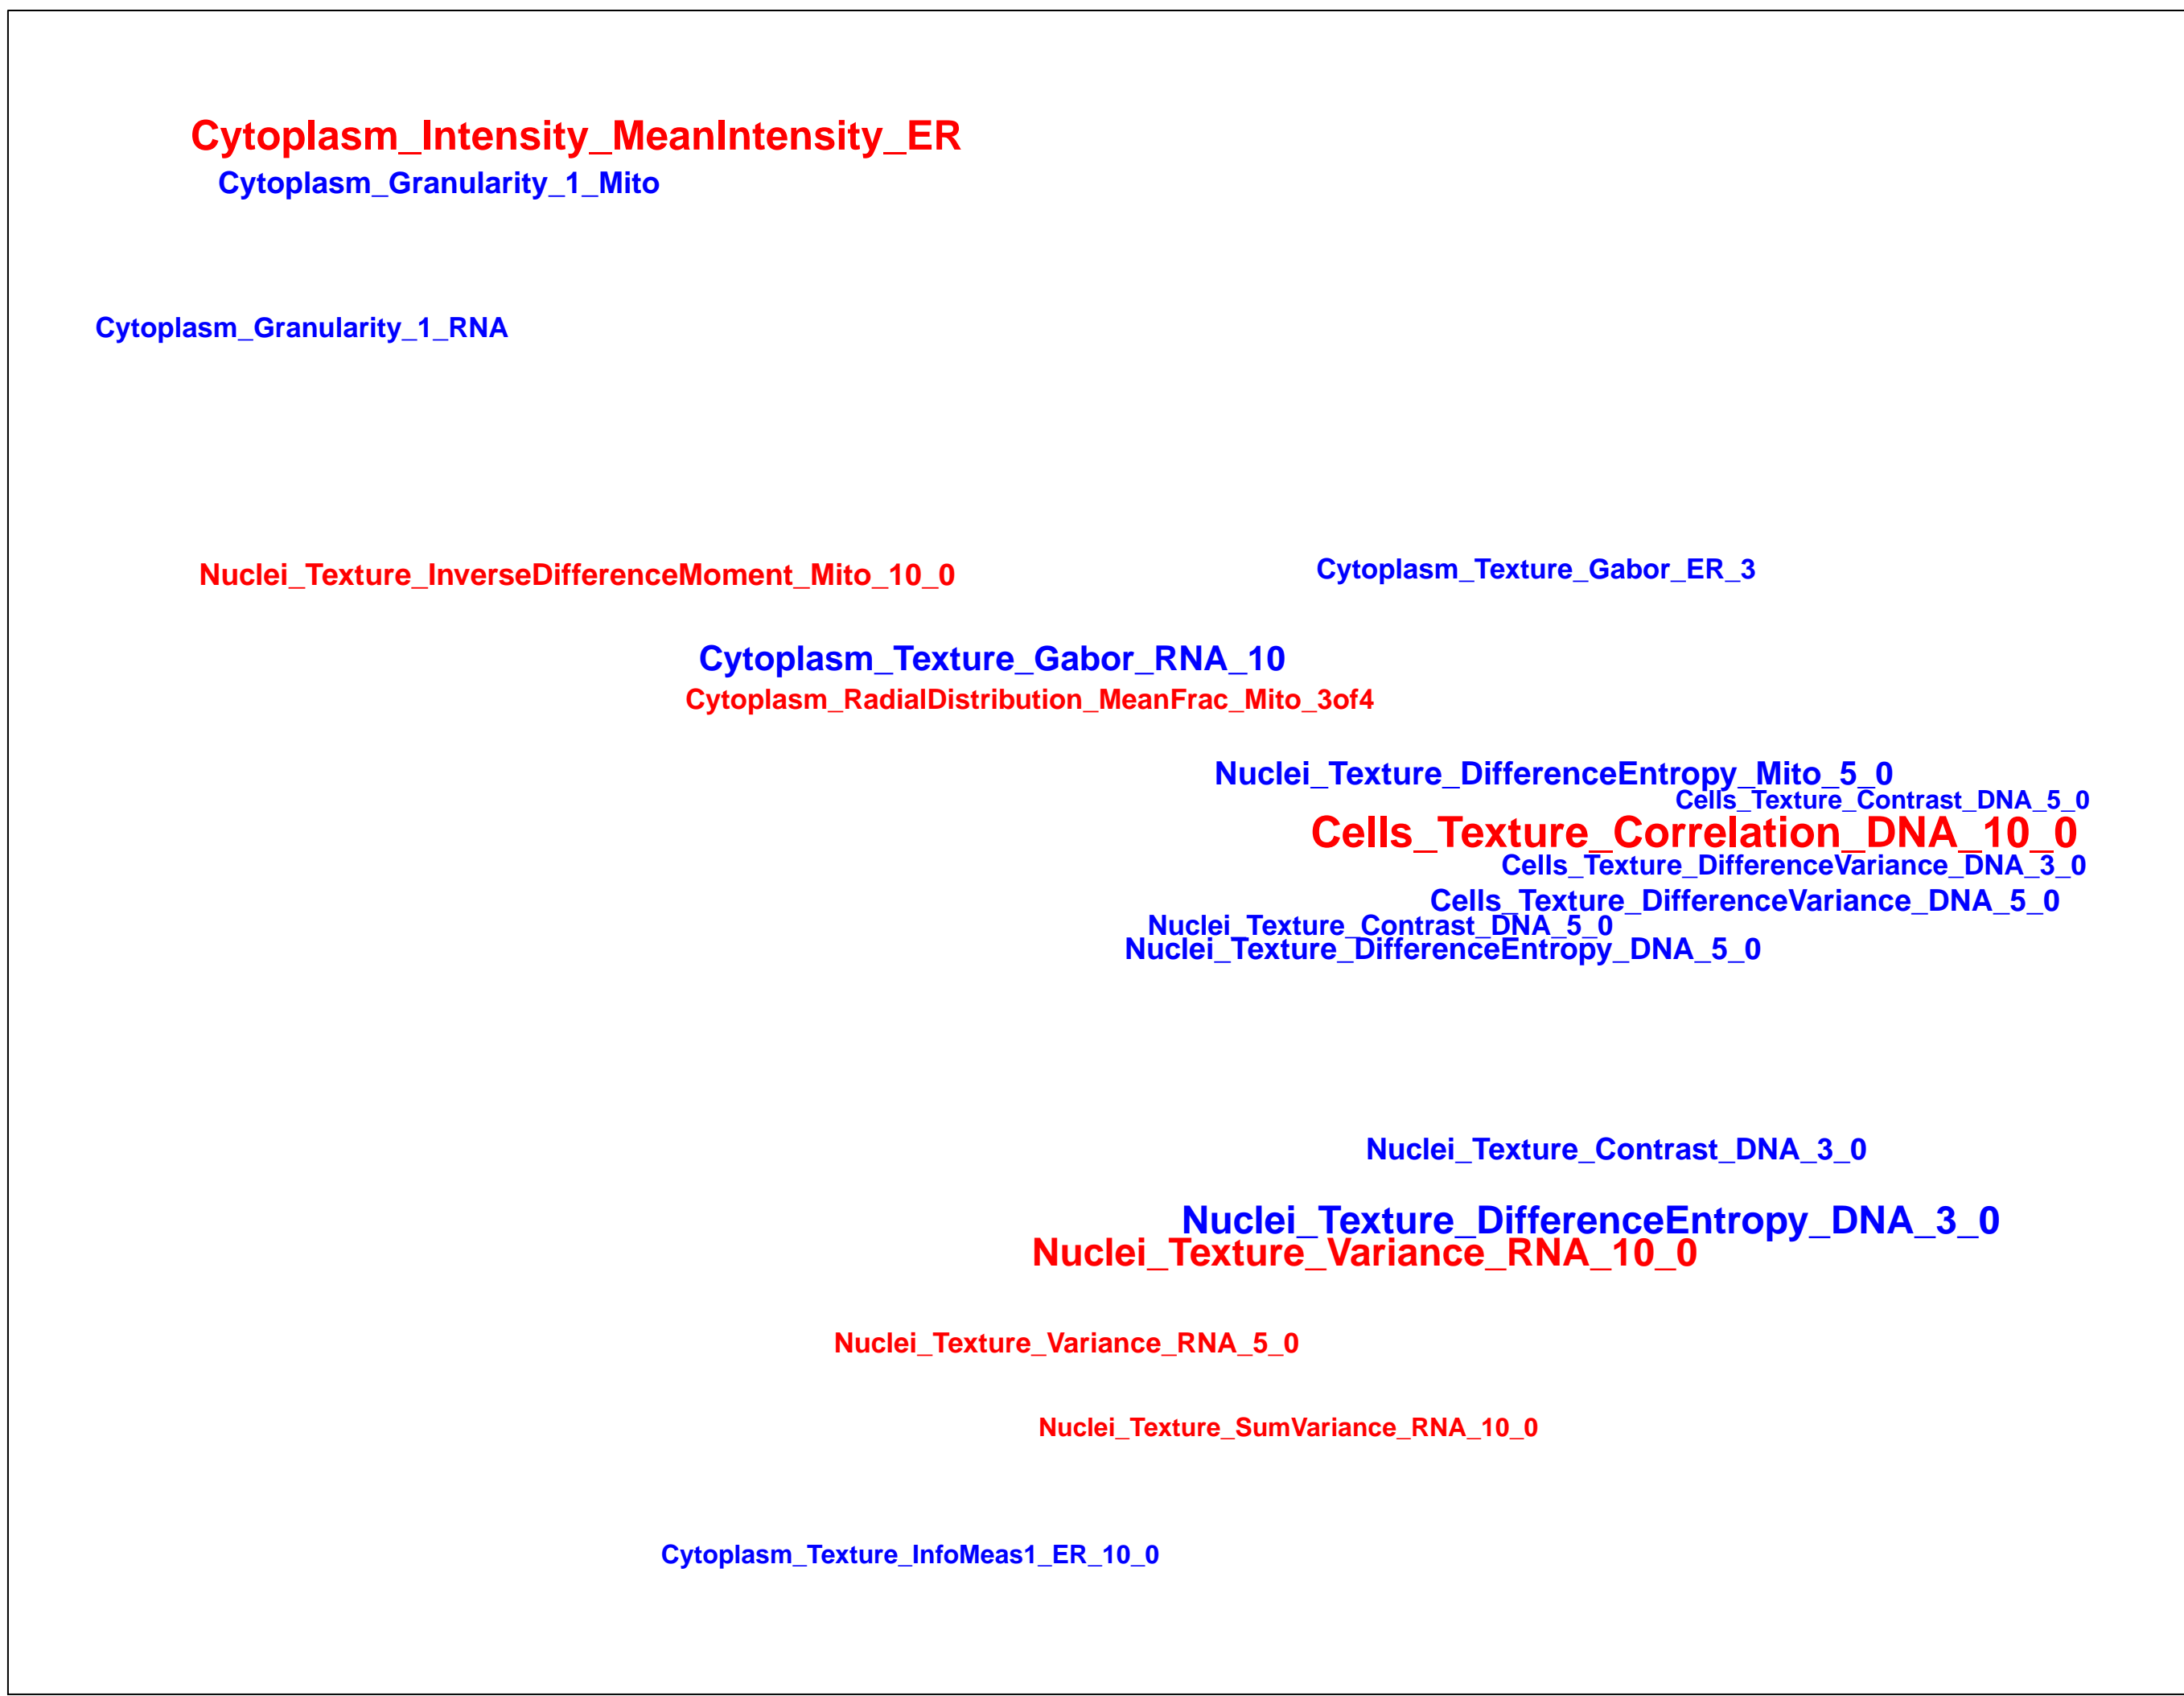 Cytoplasm_Intensity_MeanIntensity_ER
Cytoplasm_Granularity_1_Mito
Cytoplasm_Granularity_1_RNA
Cytoplasm_Texture_Gabor_ER_3
Nuclei_Texture_InverseDifferenceMoment_Mito_10_0
Cytoplasm_Texture_Gabor_RNA_10
Cytoplasm_RadialDistribution_MeanFrac_Mito_3of4
Nuclei_Texture_DifferenceEntropy_Mito_5_0
Cells_Texture_Contrast_DNA_5_0
Cells_Texture_Correlation_DNA_10_0
Cells_Texture_DifferenceVariance_DNA_3_0
Cells_Texture_DifferenceVariance_DNA_5_0
Nuclei_Texture_Contrast_DNA_5_0
Nuclei_Texture_DifferenceEntropy_DNA_5_0
Nuclei_Texture_Contrast_DNA_3_0
Nuclei_Texture_DifferenceEntropy_DNA_3_0
Nuclei_Texture_Variance_RNA_10_0
Nuclei_Texture_Variance_RNA_5_0
Nuclei_Texture_SumVariance_RNA_10_0
Cytoplasm_Texture_InfoMeas1_ER_10_0